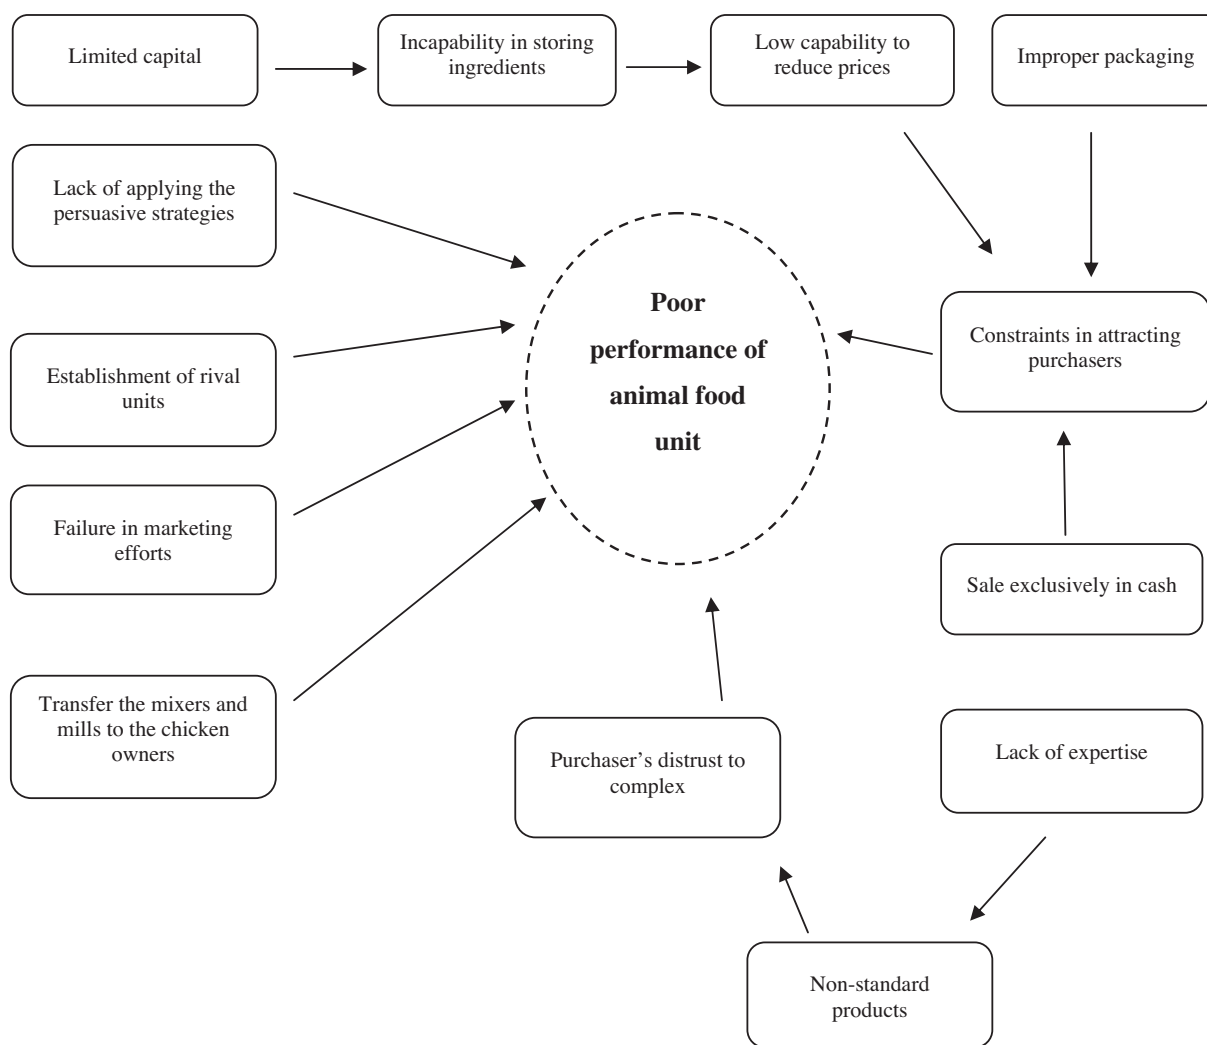 Limited capital
Incapability in storing
ingredients
Low capability to
reduce prices
Improper packaging
Lack of applying the
persuasive strategies
Establishment of rival
units
Failure in marketing
efforts
Transfer the mixers and
mills to the chicken
owners
Poor
performance of
animal food
unit
Constraints in attracting
purchasers
Sale exclusively in cash
Purchaser’s distrust to
complex
Lack of expertise
Non-standard
products